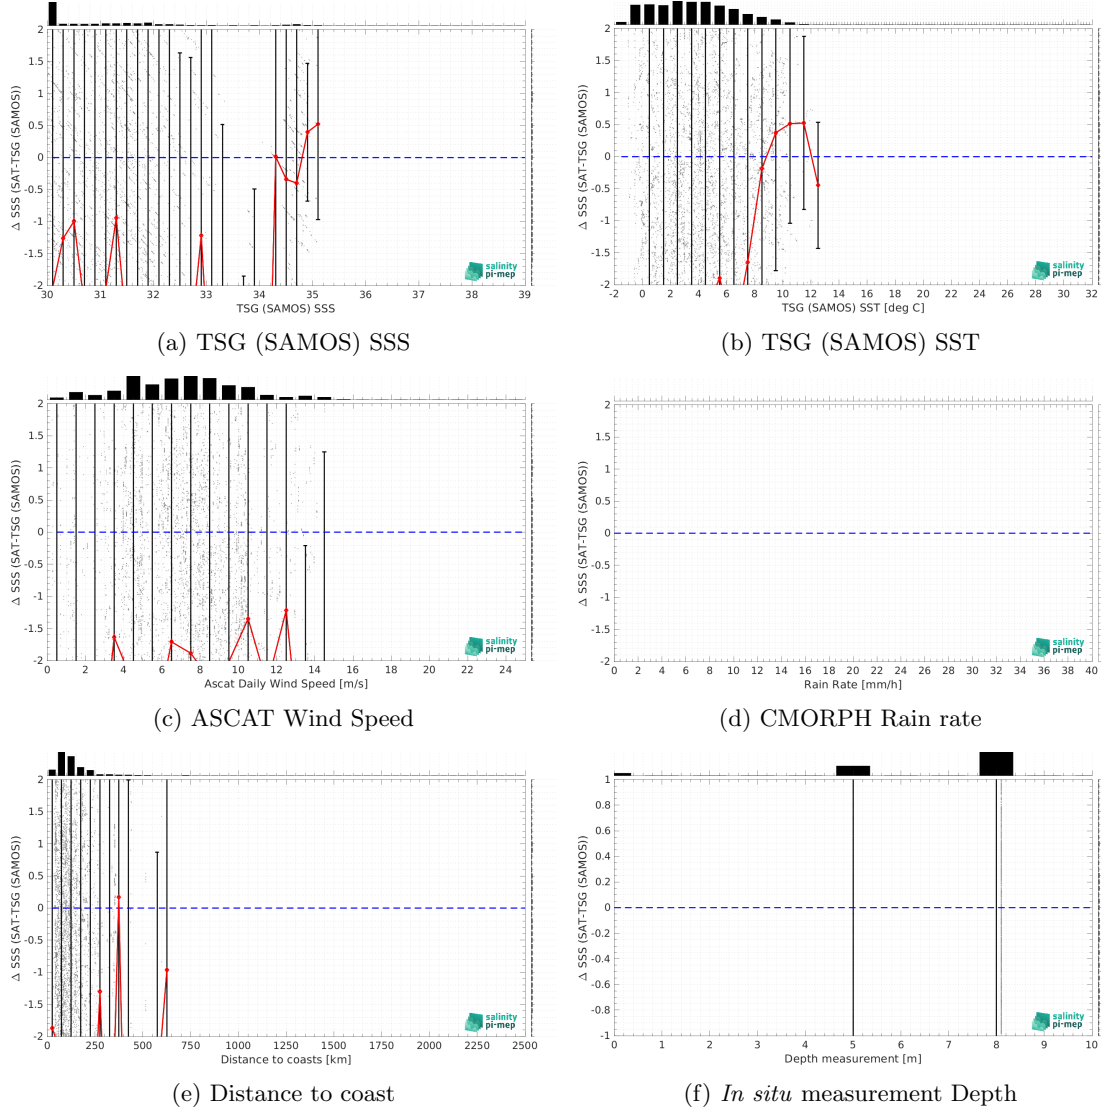 2
1.5
1
0.5
0
-0.5
-1
-1.5
-2
Δ SSS (SAT-TSG (SAMOS))
30 31 32 33 34 35 36 37 38 39
TSG (SAMOS) SSS
salinity
pi-mep
(a) TSG (SAMOS) SSS
2
1.5
1
0.5
0
-0.5
-1
-1.5
-2
Δ SSS (SAT-TSG (SAMOS))
-2 0 2 4 6 8 10 12 14 16 18 20 22 24 26 28 30 32
TSG (SAMOS) SST [deg C]
salinity
pi-mep
(b) TSG (SAMOS) SST
2
1.5
1
0.5
0
-0.5
-1
-1.5
-2
Δ SSS (SAT-TSG (SAMOS))
0 2 4 6 8 10 12 14 16 18 20 22 24
Ascat Daily Wind Speed [m/s]
salinity
pi-mep
(c) ASCAT Wind Speed
2
1.5
1
0.5
0
-0.5
-1
-1.5
-2
Δ SSS (SAT-TSG (SAMOS))
0 2 4 6 8 10 12 14 16 18 20 22 24 26 28 30 32 34 36 38 40
Rain Rate [mm/h]
salinity
pi-mep
(d) CMORPH Rain rate
2
1.5
1
0.5
0
-0.5
-1
-1.5
-2
Δ SSS (SAT-TSG (SAMOS))
0 250 500 750 1000 1250 1500 1750 2000 2250 2500
Distance to coasts [km]
salinity
pi-mep
(e) Distance to coast
1
0.8
0.6
0.4
0.2
0
-0.2
-0.4
-0.6
-0.8
-1
Δ SSS (SAT-TSG (SAMOS))
0 1 2 3 4 5 6 7 8 9 10
Depth measurement [m]
salinity
pi-mep
(f) In situ measurement Depth